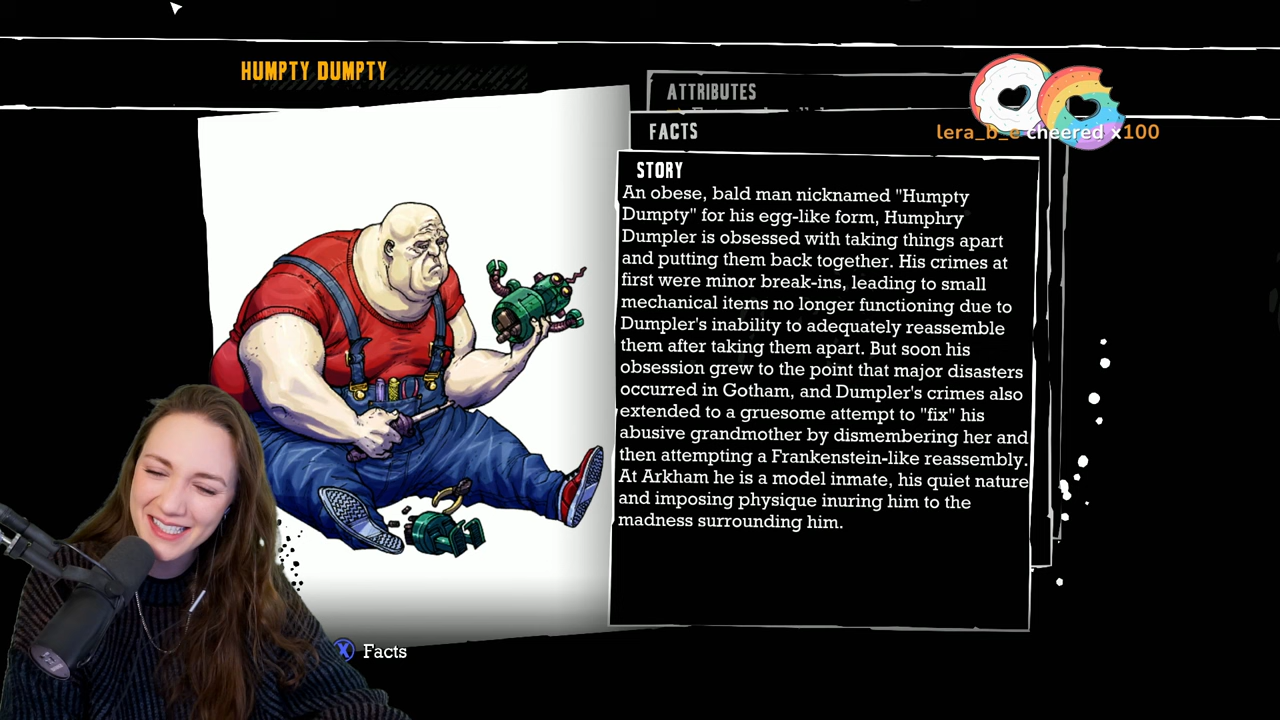 HUMPTY DUMPTY
ATTRIBUTES
FACTS
lera_b_e cheered x100
STORY
An obese, bald man nicknamed "Humpty
Dumpty" for his egg-like form, Humphry
Dumpler is obsessed with taking things apart
and putting them back together. His crimes at
first were minor break-ins, leading to small
mechanical items no longer functioning due to
Dumpler's inability to adequately reassemble
them after taking them apart. But soon his
obsession grew to the point that major disasters
occurred in Gotham, and Dumpler's crimes also
extended to a gruesome attempt to "fix" his
abusive grandmother by dismembering her and
then attempting a Frankenstein-like reassembly.
At Arkham he is a model inmate, his quiet nature
and imposing physique inuring him to the
madness surrounding him.
X Facts